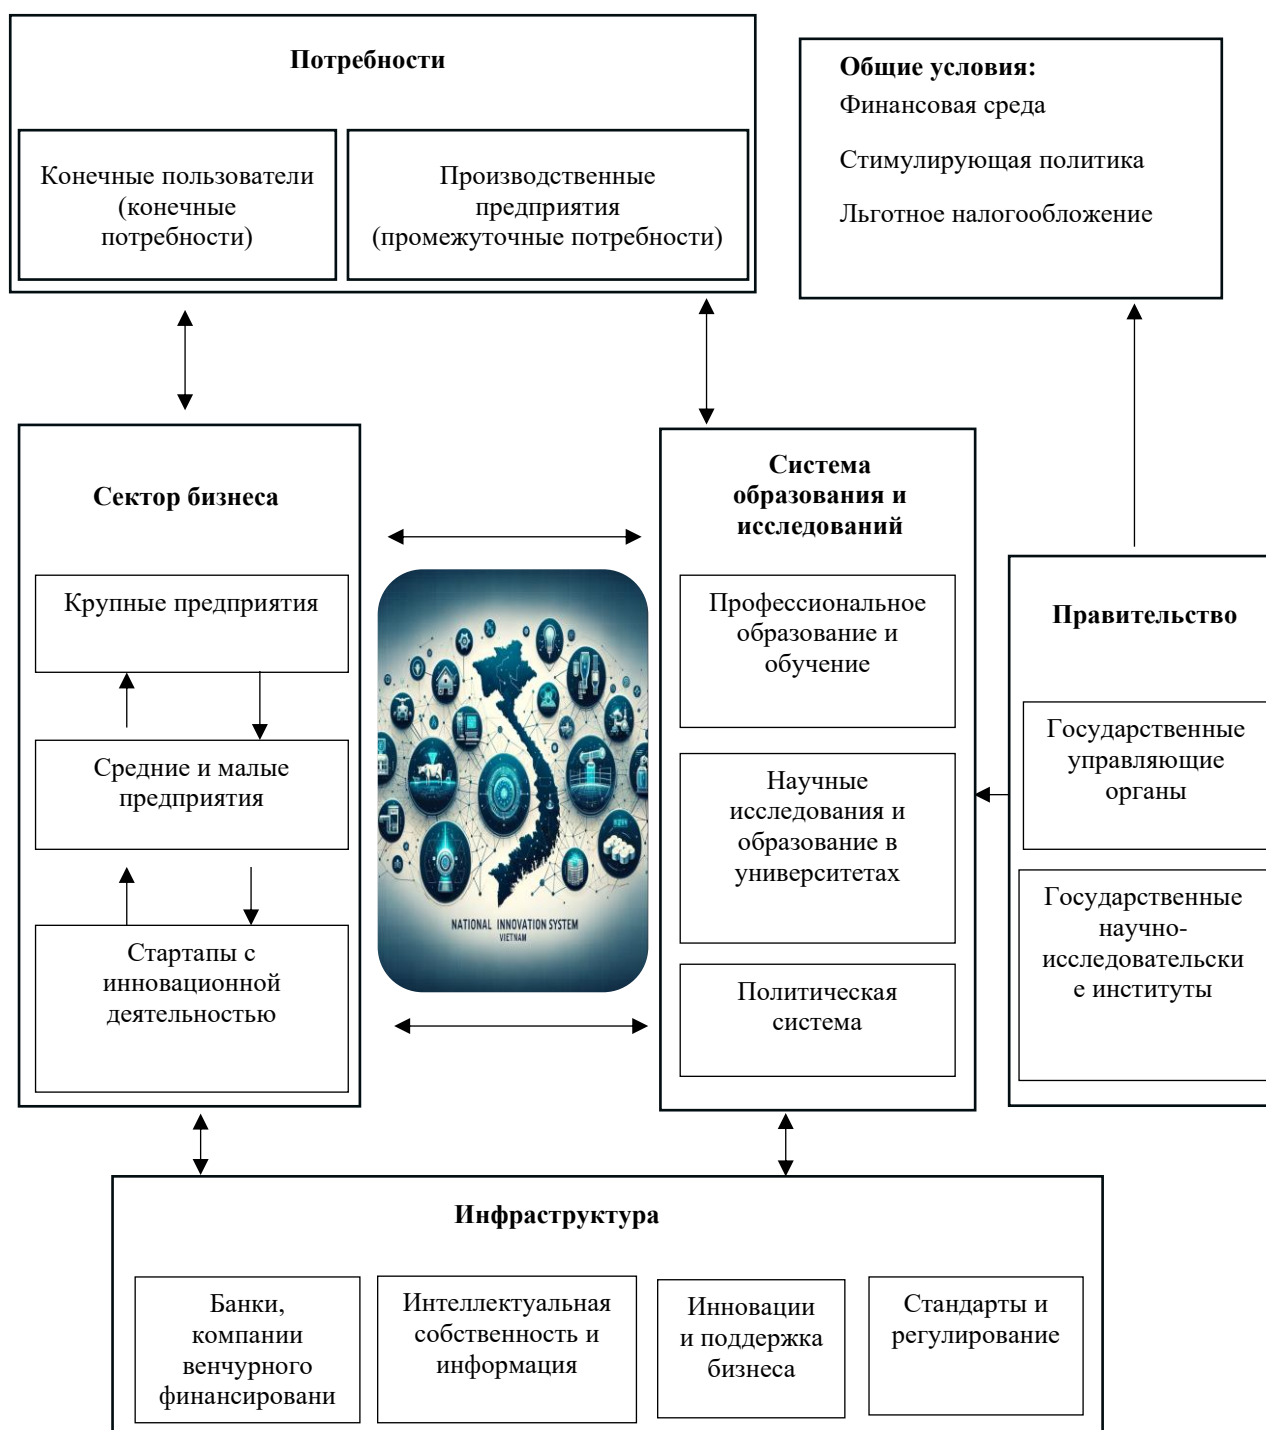 Потребности
Конечные пользователи
(конечные
потребности)
Производственные
предприятия
(промежуточные потребности)
Общие условия:
Финансовая среда
Стимулирующая политика
Льготное налогообложение
Сектор бизнеса
Крупные предприятия
Средние и малые
предприятия
Стартапы с
инновационной
деятельностью
NATIONAL INNOVATION SYSTEM
VIETNAM
Система
образования и
исследований
Профессиональное
образование и
обучение
Научные
исследования и
образование в
университетах
Политическая
система
Правительство
Государственные
управляющие
органы
Государственные
научно-
исследовательски
е институты
Инфраструктура
Банки,
компании
венчурного
финансировани
Интеллектуальная
собственность и
информация
Инновации
и поддержка
бизнеса
Стандарты и
регулирование